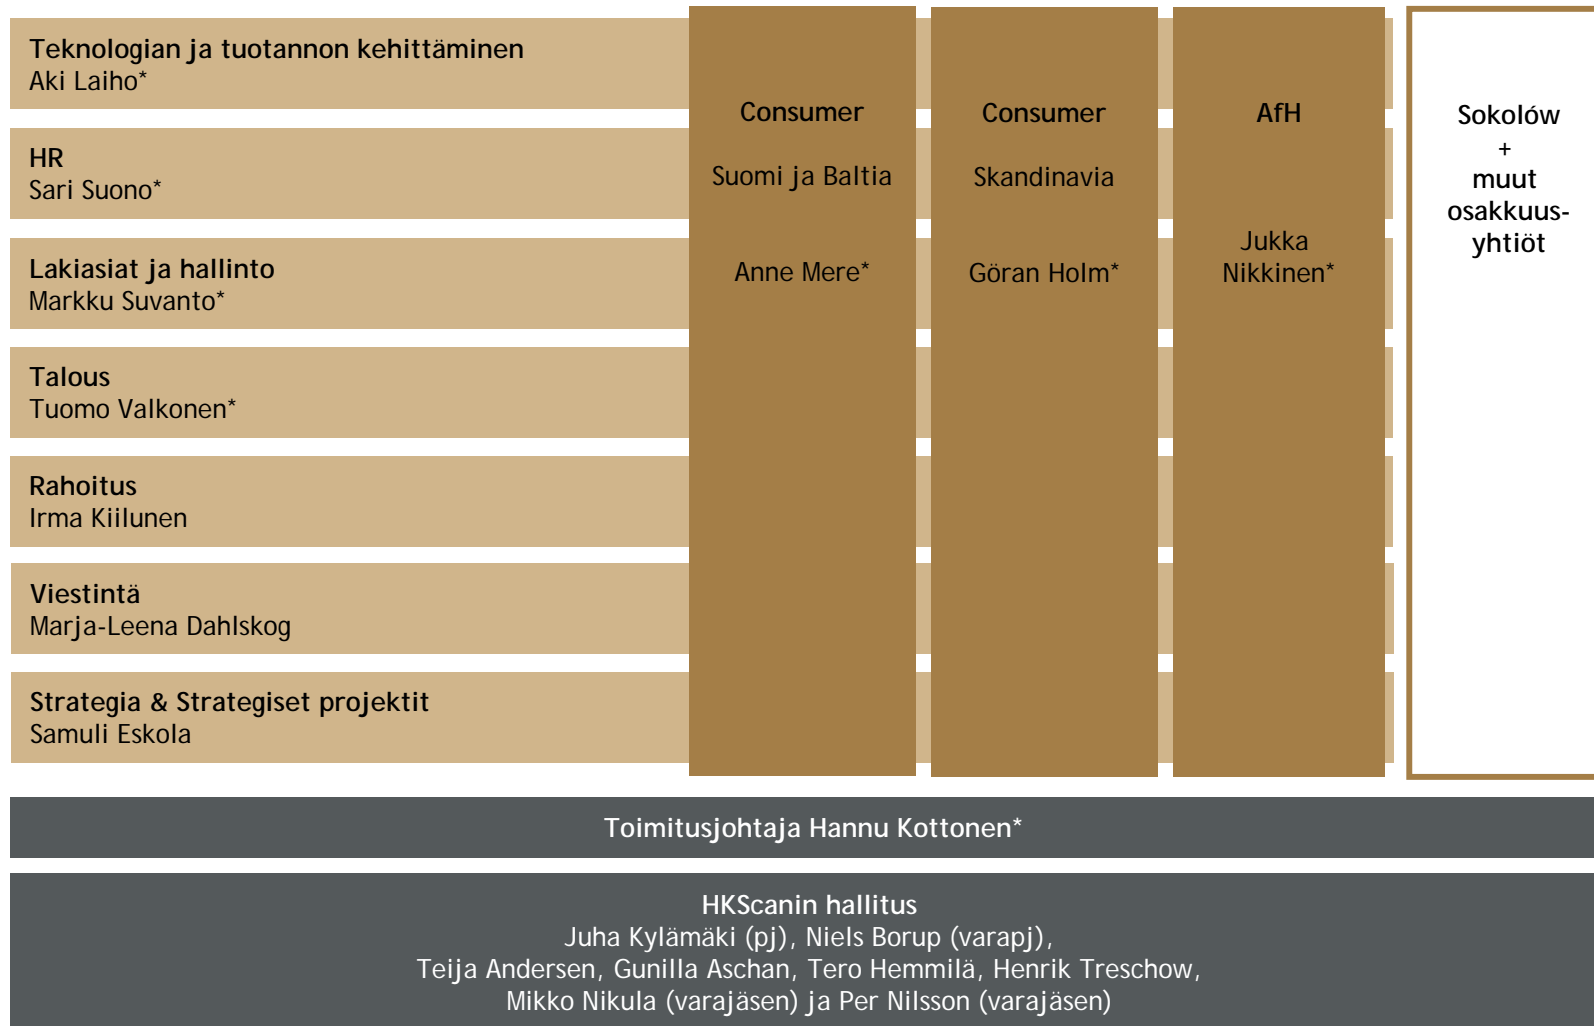 Teknologian ja tuotannon kehittäminen
Aki Laiho*
HR
Sari Suono*
Lakiasiat ja hallinto
Markku Suvanto*
Talous
Tuomo Valkonen*
Rahoitus
Irma Kiilunen
Viestintä
Marja-Leena Dahlskog
Strategia & Strategiset projektit
Samuli Eskola
Consumer
Suomi ja Baltia
Anne Mere*
Consumer
Skandinavia
Göran Holm*
AfH
Jukka
Nikkinen*
Sokolów
+
muut
osakkuus-
yhtiöt
Toimitusjohtaja Hannu Kottonen*
HKScanin hallitus
Juha Kylämäki (pj), Niels Borup (varapj),
Teija Andersen, Gunilla Aschan, Tero Hemmilä, Henrik Treschow,
Mikko Nikula (varajäsen) ja Per Nilsson (varajäsen)